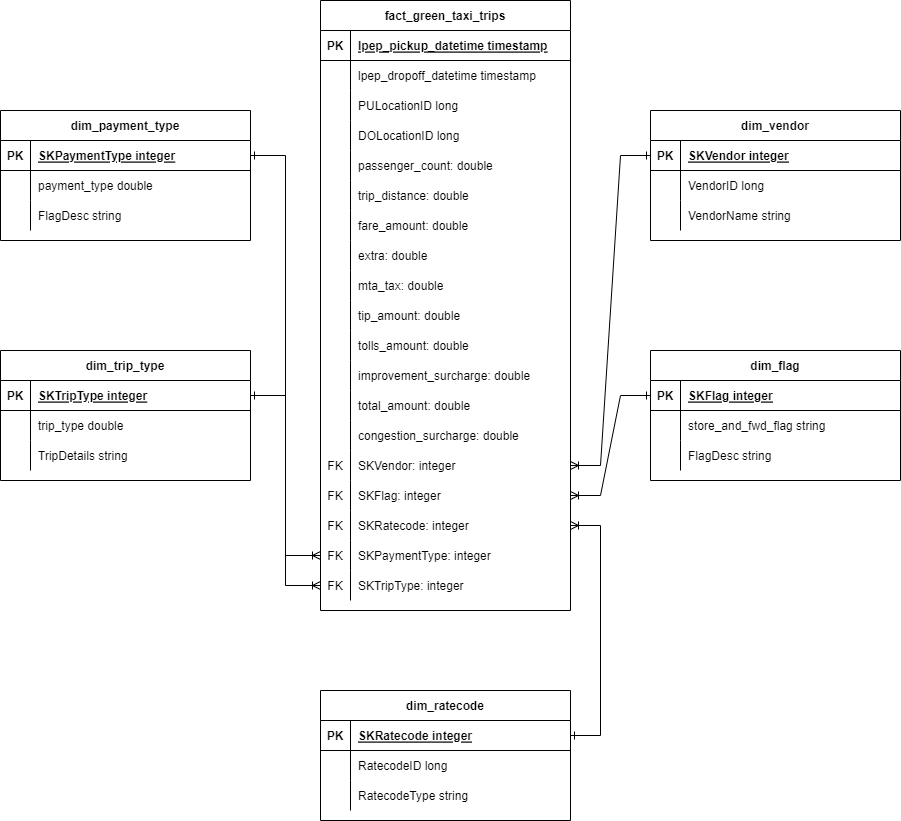 fact_green_taxi_trips
PK lpep_pickup_datetime timestamp
lpep_dropoff_datetime timestamp
PULocationID long
DOLocationID long
passenger_count: double
trip_distance: double
fare_amount: double
extra: double
mta_tax: double
tip_amount: double
tolls_amount: double
improvement_surcharge: double
total_amount: double
congestion_surcharge: double
FK SKVendor: integer
FK SKFlag: integer
FK SKRatecode: integer
FK SKPaymentType: integer
FK SKTripType: integer
dim_payment_type
PK SKPaymentType integer
payment_type double
FlagDesc string
dim_vendor
PK SKVendor integer
VendorID long
VendorName string
dim_trip_type
PK SKTripType integer
trip_type double
TripDetails string
dim_flag
PK SKFlag integer
store_and_fwd_flag string
FlagDesc string
dim_ratecode
PK SKRatecode integer
RatecodeID long
RatecodeType string